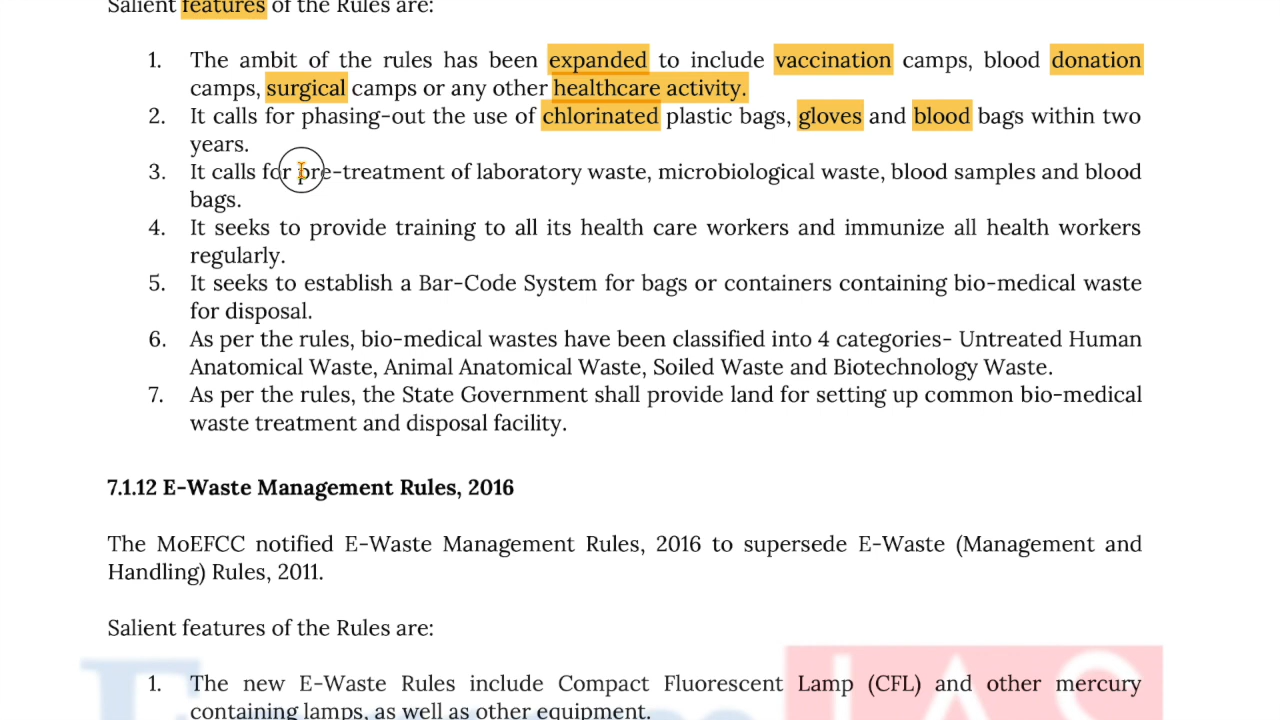 Salient features of the Rules are:
1. The ambit of the rules has been expanded to include vaccination camps, blood donation
camps, surgical camps or any other healthcare activity.
2. It calls for phasing-out the use of chlorinated plastic bags, gloves and blood bags within two
years.
3. It calls for pre-treatment of laboratory waste, microbiological waste, blood samples and blood
bags.
4. It seeks to provide training to all its health care workers and immunize all health workers
regularly.
5. It seeks to establish a Bar-Code System for bags or containers containing bio-medical waste
for disposal.
6. As per the rules, bio-medical wastes have been classified into 4 categories- Untreated Human
Anatomical Waste, Animal Anatomical Waste, Soiled Waste and Biotechnology Waste.
7. As per the rules, the State Government shall provide land for setting up common bio-medical
waste treatment and disposal facility.
7.1.12 E-Waste Management Rules, 2016
The MoEFCC notified E-Waste Management Rules, 2016 to supersede E-Waste (Management and
Handling) Rules, 2011.
Salient features of the Rules are:
1. The new E-Waste Rules include Compact Fluorescent Lamp (CFL) and other mercury
containing lamps, as well as other equipment.
IAS